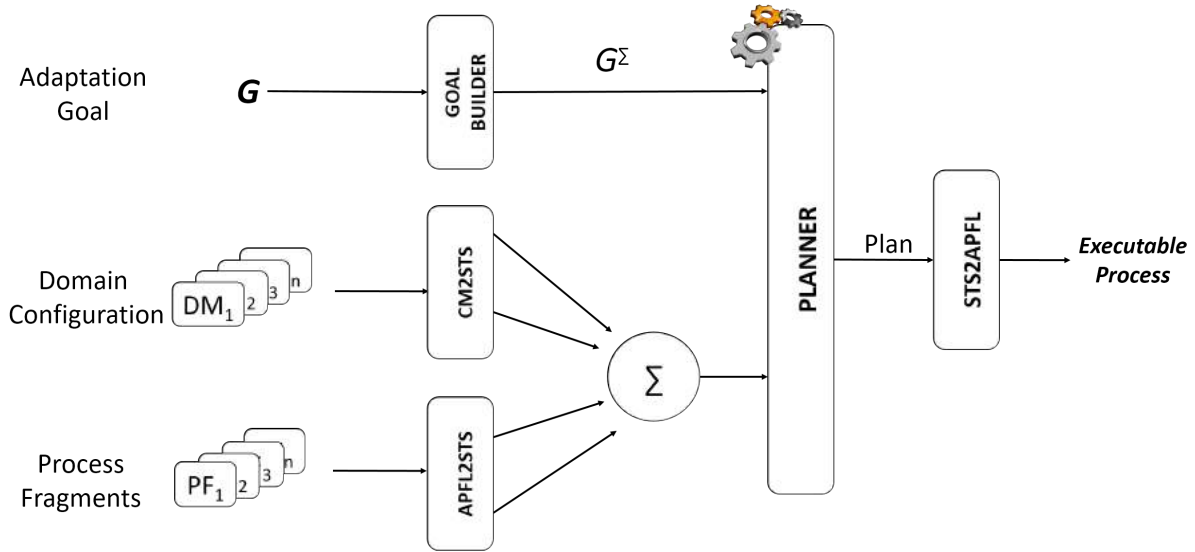 Adaptation
Goal
G
GOAL
BUILDER
G^Σ
Domain
Configuration
DM₁
2
3
n
CM2STS
Σ
Process
Fragments
PF₁
2
3
n
APFL2STS
PLANNER
Plan
STS2APFL
Executable
Process